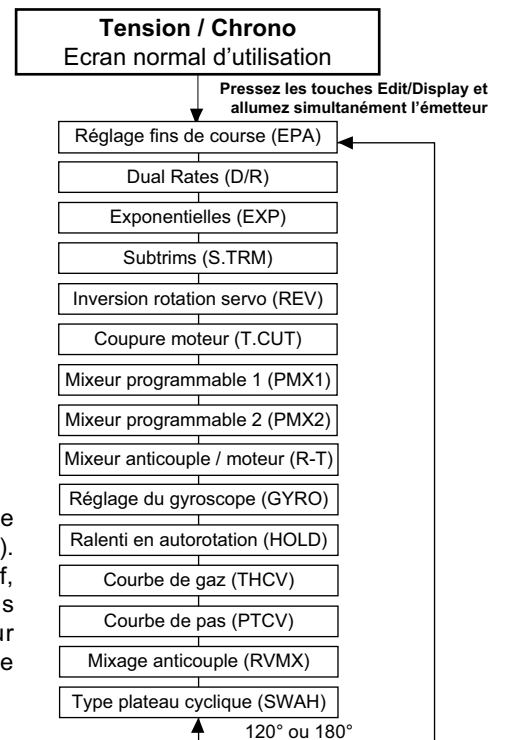 Tension / Chrono
Ecran normal d’utilisation
Pressez les touches Edit/Display et
allumez simultanément l’émetteur
Réglage fins de course (EPA)
Dual Rates (D/R)
Exponentielles (EXP)
Subtrims (S.TRM)
Inversion rotation servo (REV)
Coupure moteur (T.CUT)
Mixeur programmable 1 (PMX1)
Mixeur programmable 2 (PMX2)
Mixeur anticouple / moteur (R-T)
Réglage du gyroscope (GYRO)
Ralenti en autorotation (HOLD)
Courbe de gaz (THCV)
Courbe de pas (PTCV)
Mixage anticouple (RVMX)
Type plateau cyclique (SWAH)
120° ou 180°